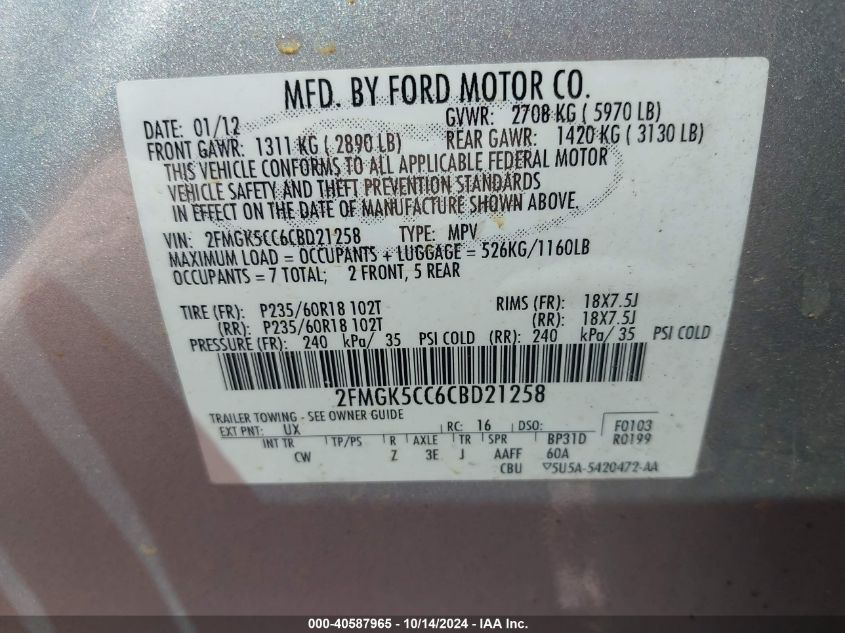 MFD. BY FORD MOTOR CO.
DATE: 01/12 GVWR: 2708 KG ( 5970 LB)
FRONT GAWR: 1311 KG ( 2890 LB) REAR GAWR: 1420 KG ( 3130 LB)
THIS VEHICLE CONFORMS TO ALL APPLICABLE FEDERAL MOTOR
VEHICLE SAFETY AND THEFT PREVENTION STANDARDS
IN EFFECT ON THE DATE OF MANUFACTURE SHOWN ABOVE.
VIN: 2FMGK5CC6CBD21258 TYPE: MPV
MAXIMUM LOAD = OCCUPANTS + LUGGAGE = 526KG/1160LB
OCCUPANTS = 7 TOTAL; 2 FRONT, 5 REAR
TIRE (FR): P235/60R18 102T RIMS (FR): 18X7.5J
(RR): P235/60R18 102T (RR): 18X7.5J
PRESSURE (FR): 240 kPa/ 35 PSI COLD (RR): 240 kPa/ 35 PSI COLD
2FMGK5CC6CBD21258
TRAILER TOWING - SEE OWNER GUIDE
EXT PNT: UX RC: 16 DSO: F0103
INT TR TP/PS R AXLE TR SPR BP31D R0199
CW Z 3E J AAFF 60A
CBU 5U5A-5420472-AA
000-40587965 - 10/14/2024 - IAA Inc.